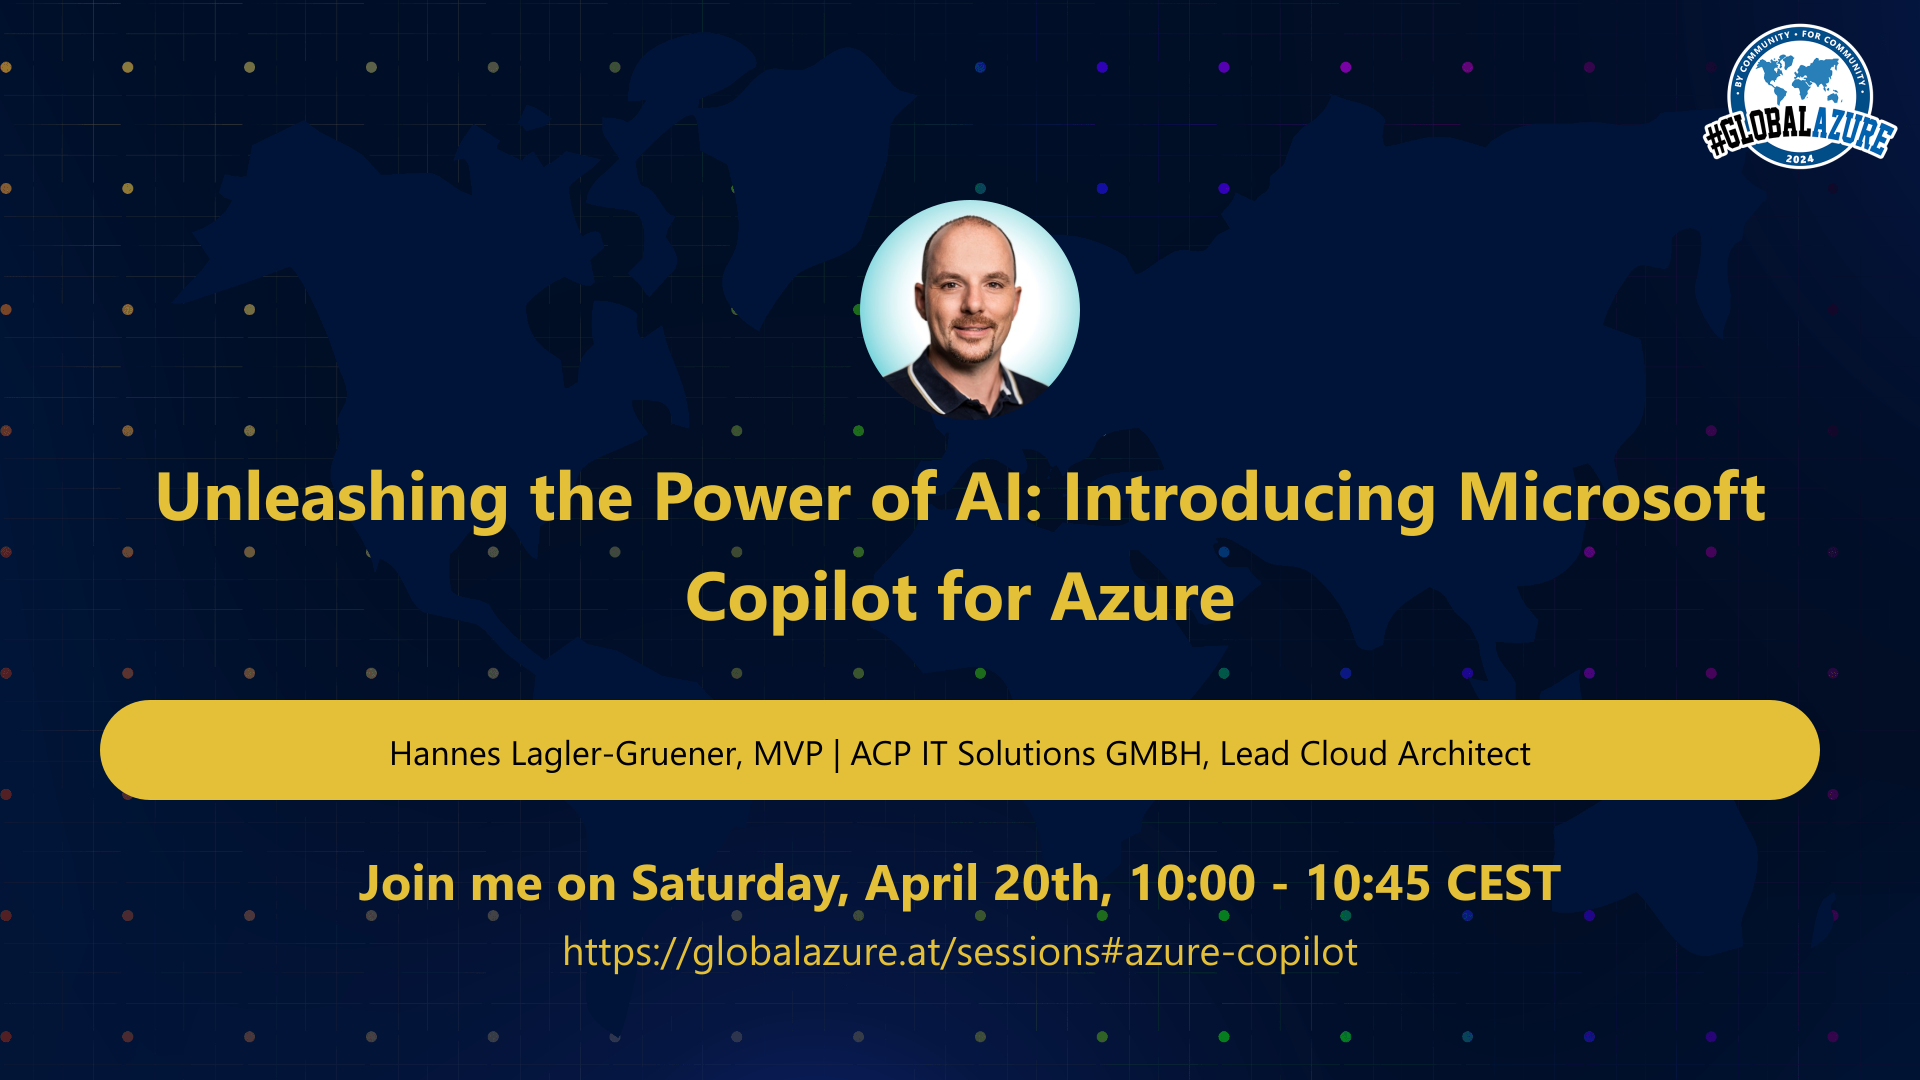 • BY COMMUNITY • FOR COMMUNITY •
#GLOBALAZURE
2024
Unleashing the Power of AI: Introducing Microsoft
Copilot for Azure
Hannes Lagler-Gruener, MVP | ACP IT Solutions GMBH, Lead Cloud Architect
Join me on Saturday, April 20th, 10:00 - 10:45 CEST
https://globalazure.at/sessions#azure-copilot